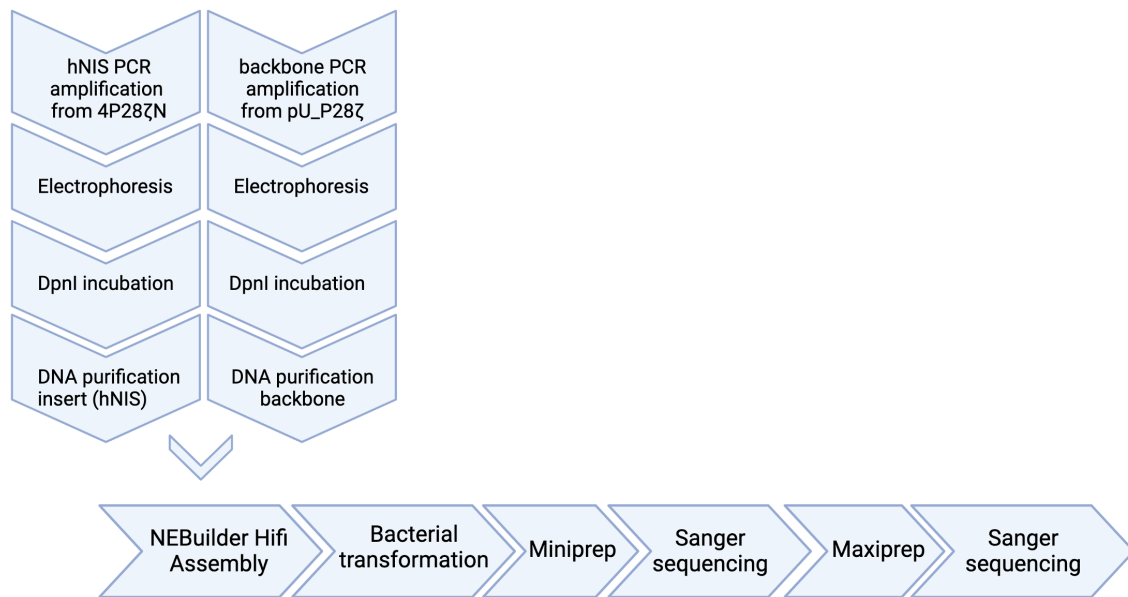 hNIS PCR
amplification
from 4P28ζN
backbone PCR
amplification
from pU_P28ζ
Electrophoresis
Electrophoresis
DpnI incubation
DpnI incubation
DNA purification
insert (hNIS)
DNA purification
backbone
NEBuilder Hifi
Assembly
Bacterial
transformation
Miniprep
Sanger
sequencing
Maxiprep
Sanger
sequencing